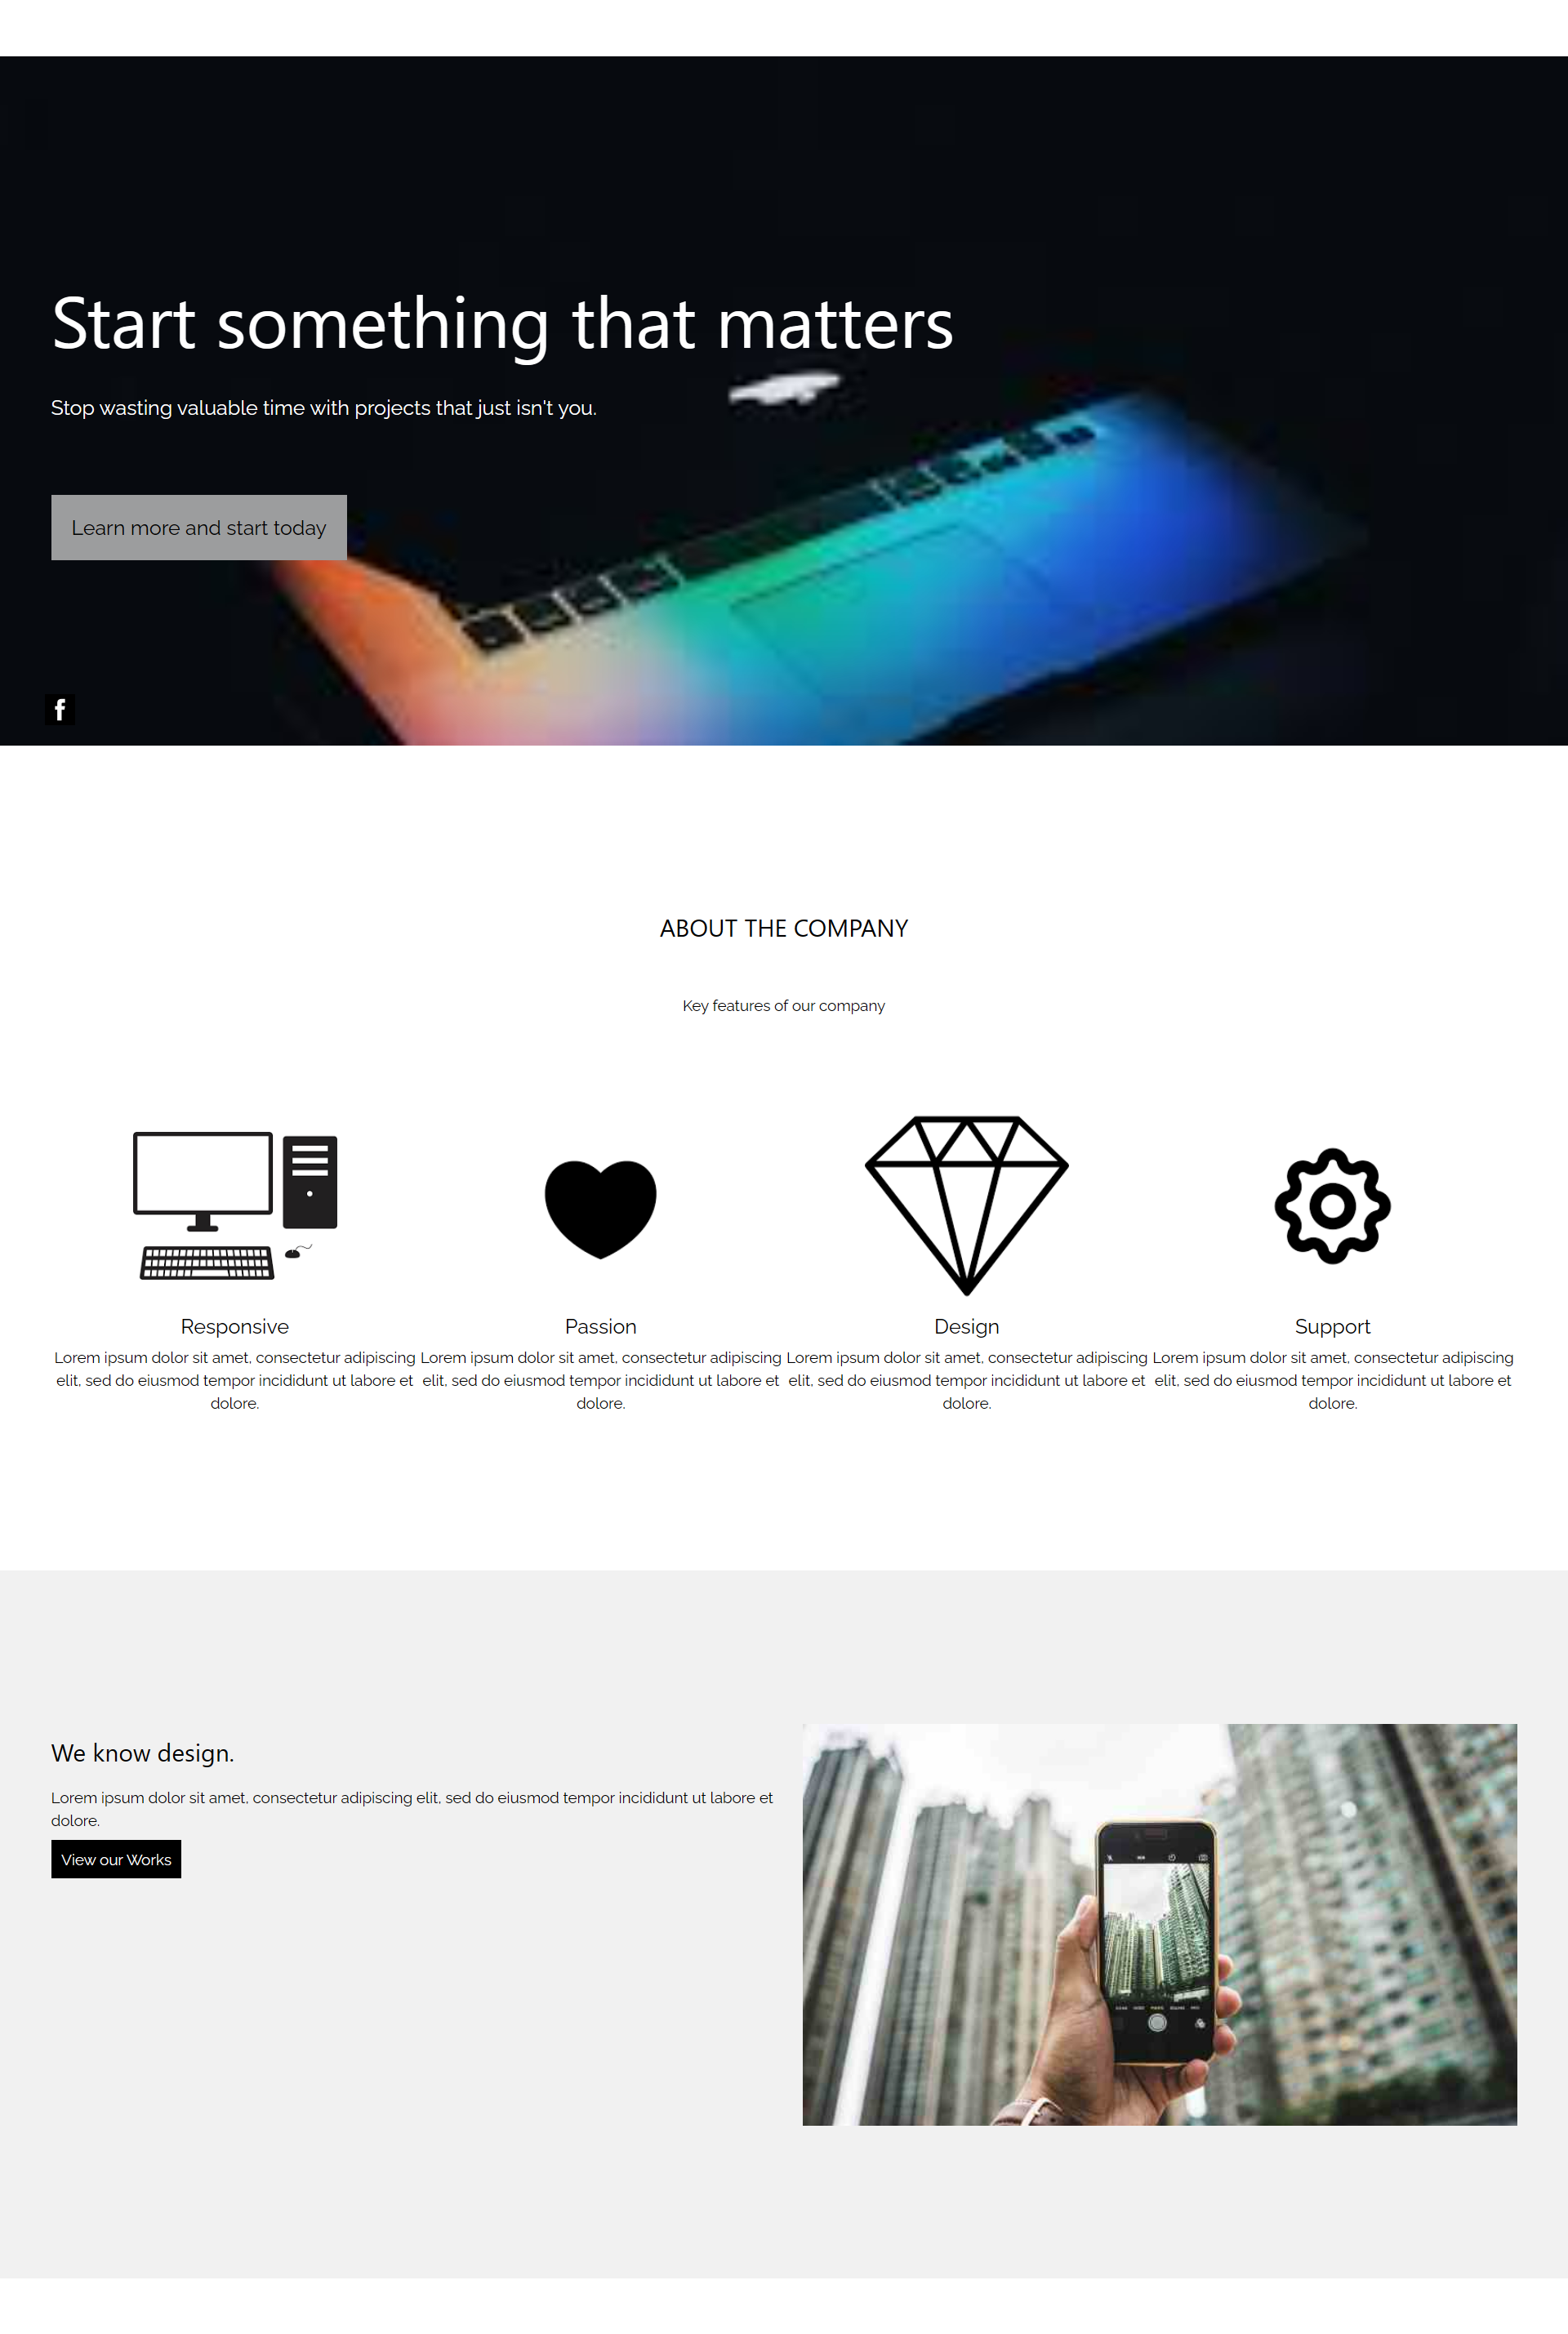 Start something that matters
Stop wasting valuable time with projects that just isn't you.
Learn more and start today
f
ABOUT THE COMPANY
Key features of our company
Responsive
Lorem ipsum dolor sit amet, consectetur adipiscing
elit, sed do eiusmod tempor incididunt ut labore et
dolore.
Passion
Lorem ipsum dolor sit amet, consectetur adipiscing
elit, sed do eiusmod tempor incididunt ut labore et
dolore.
Design
Lorem ipsum dolor sit amet, consectetur adipiscing
elit, sed do eiusmod tempor incididunt ut labore et
dolore.
Support
Lorem ipsum dolor sit amet, consectetur adipiscing
elit, sed do eiusmod tempor incididunt ut labore et
dolore.
We know design.
Lorem ipsum dolor sit amet, consectetur adipiscing elit, sed do eiusmod tempor incididunt ut labore et
dolore.
View our Works